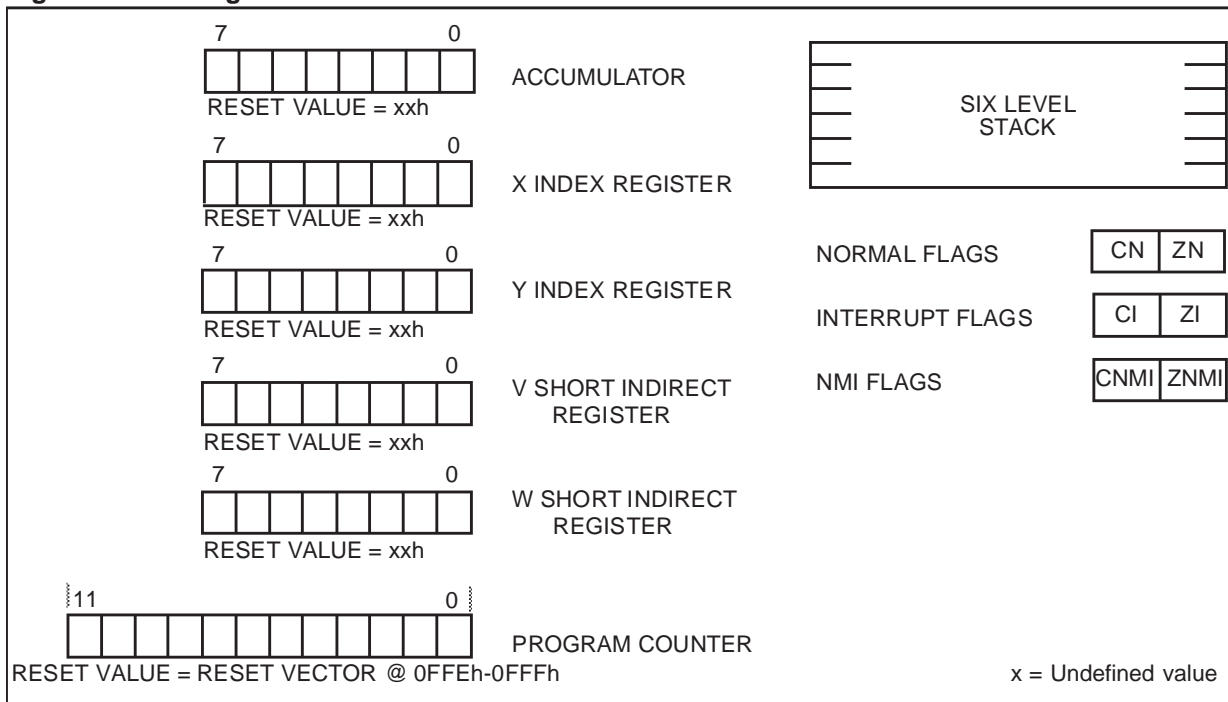 7 0
ACCUMULATOR
RESET VALUE = xxh
7 0
X INDEX REGISTER
RESET VALUE = xxh
7 0
Y INDEX REGISTER
RESET VALUE = xxh
7 0
V SHORT INDIRECT
REGISTER
RESET VALUE = xxh
7 0
W SHORT INDIRECT
REGISTER
RESET VALUE = xxh
11 0
PROGRAM COUNTER
RESET VALUE = RESET VECTOR @ 0FFEh-0FFFh
SIX LEVEL
STACK
NORMAL FLAGS CN ZN
INTERRUPT FLAGS CI ZI
NMI FLAGS CNMI ZNMI
x = Undefined value